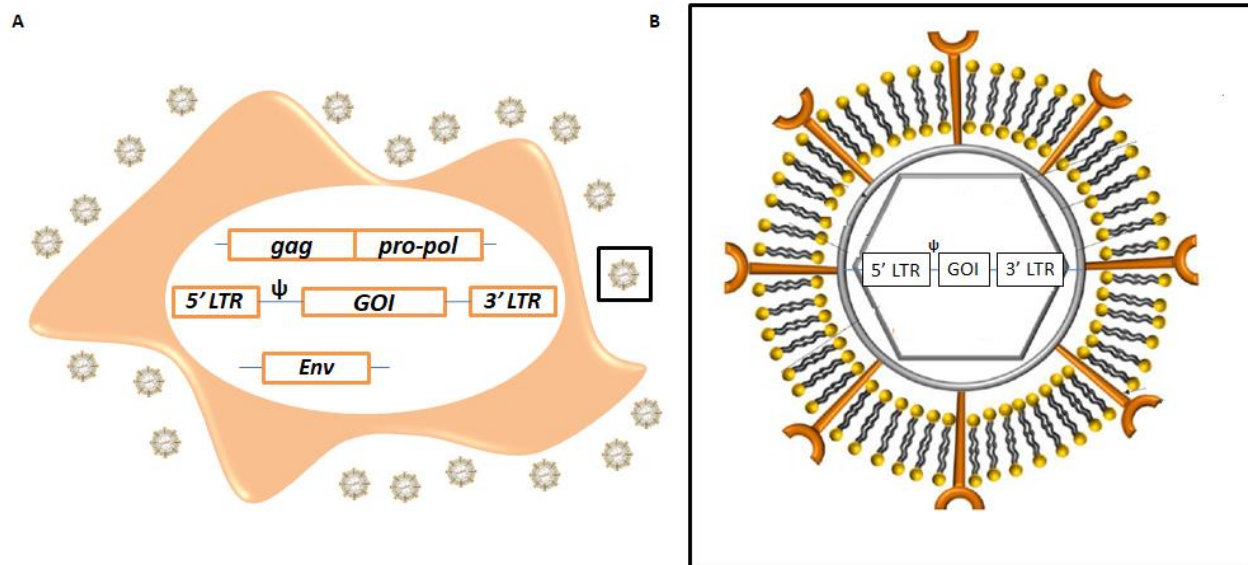 A
B
gag pro-pol
5' LTR ψ GOI 3' LTR
Env
ψ
5' LTR GOI 3' LTR